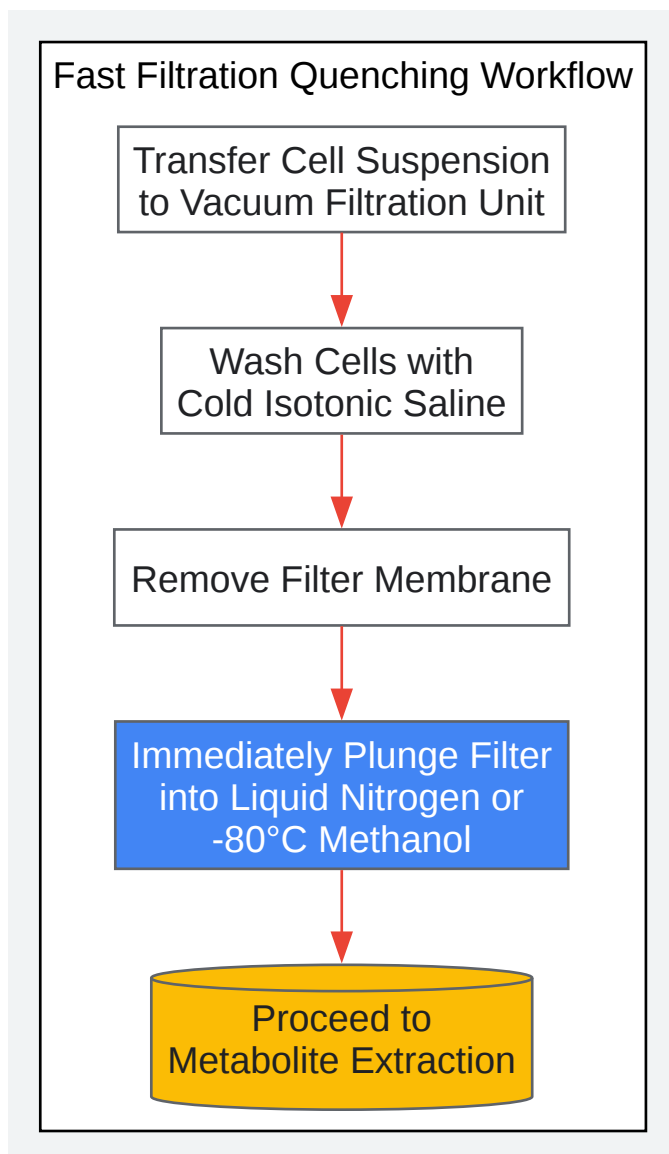 Fast Filtration Quenching Workflow
Transfer Cell Suspension
to Vacuum Filtration Unit
Wash Cells with
Cold Isotonic Saline
Remove Filter Membrane
Immediately Plunge Filter
into Liquid Nitrogen or
-80°C Methanol
Proceed to
Metabolite Extraction